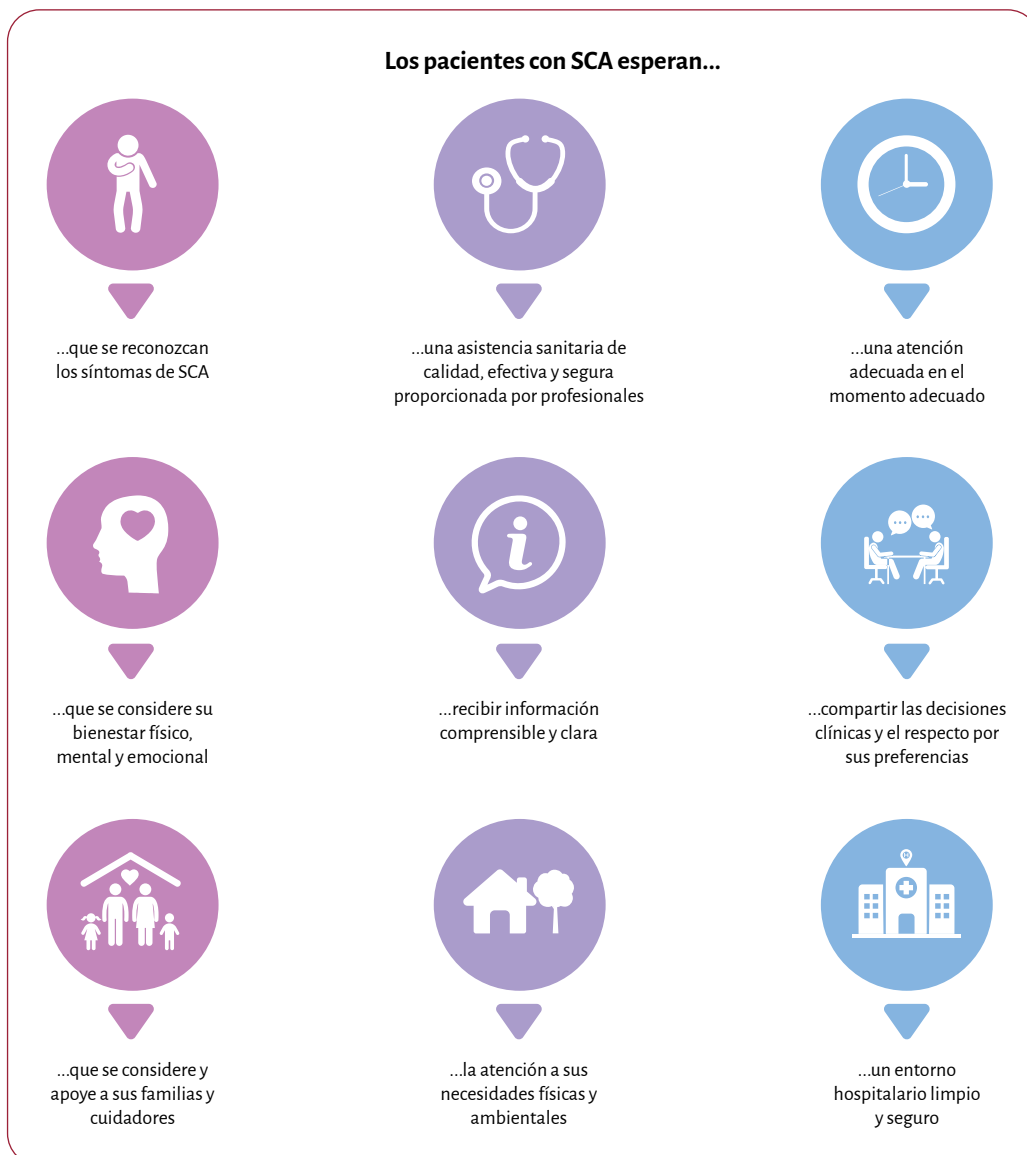 Los pacientes con SCA esperan...
...que se reconozcan
los síntomas de SCA
...una asistencia sanitaria de
calidad, efectiva y segura
proporcionada por profesionales
...una atención
adecuada en el
momento adecuado
...que se considere su
bienestar físico,
mental y emocional
...recibir información
comprensible y clara
...compartir las decisiones
clínicas y el respecto por
sus preferencias
...que se considere y
apoye a sus familias y
cuidadores
...la atención a sus
necesidades físicas y
ambientales
...un entorno
hospitalario limpio
y seguro